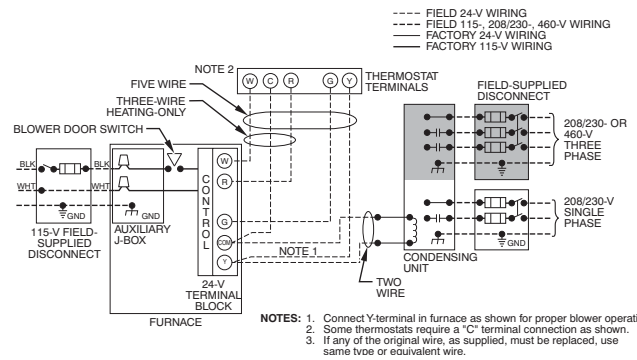 FIELD 24-V WIRING
FIELD 115-, 208/230-, 460-V WIRING
FACTORY 24-V WIRING
FACTORY 115-V WIRING
NOTE 2
W C R G Y
THERMOSTAT
TERMINALS
FIVE WIRE
THREE-WIRE
HEATING-ONLY
BLOWER DOOR SWITCH
FIELD-SUPPLIED
DISCONNECT
208/230- OR
460-V
THREE
PHASE
BLK
BLK
WHT
WHT
GND
GND
115-V FIELD-
SUPPLIED
DISCONNECT
AUXILIARY
J-BOX
CONTROL
W
R
G
COM
Y
24-V
TERMINAL
BLOCK
FURNACE
NOTE 1
TWO
WIRE
CONDENSING
UNIT
GND
208/230-V
SINGLE
PHASE
NOTES: 1. Connect Y-terminal in furnace as shown for proper blower operati
2. Some thermostats require a "C" terminal connection as shown.
3. If any of the original wire, as supplied, must be replaced, use
same type or equivalent wire.